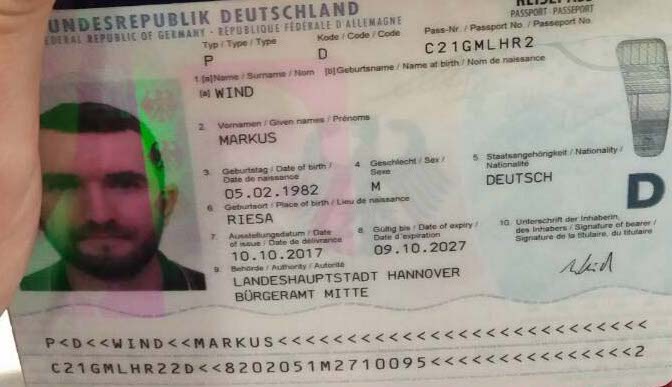 UNDESREPUBLIK DEUTSCHLAND
EDERAL REPUBLIC OF GERMANY - RÉPUBLIQUE FÉDÉRALE D'ALLEMAGNE
PASSPORT · PASSEPORT
Typ / Type / Type
Kode / Code / Code
Pass-Nr. / Passport No. / Passeport No.
P
D
C21GMLHR2
1 [a]Name / Surname / Nom [b]Geburtsname / Name at birth / Nom de naissance
[a] WIND
2. Vornamen / Given names / Prénoms
MARKUS
3. Geburtstag / Date of birth / Date de naissance
4 Geschlecht / Sex / Sexe
5. Staatsangehörigkeit / Nationality / Nationalité
05.02.1982
M
DEUTSCH
D
6 Geburtsort / Place of birth / Lieu de naissance
RIESA
7. Ausstellungsdatum / Date of issue / Date de délivrance
8. Gültig bis / Date of expiry / Date d'expiration
10. Unterschrift der Inhaberin, des Inhabers / Signature of bearer / Signature de la titulaire, du titulaire
10.10.2017
09.10.2027
9. Behörde / Authority / Autorité
LANDESHAUPTSTADT HANNOVER
BÜRGERAMT MITTE
P<D<<WIND<<MARKUS<<<<<<<<<<<<<<<<<<<<<<<<<<<
C21GMLHR22D<<8202051M2710095<<<<<<<<<<<<<<<2